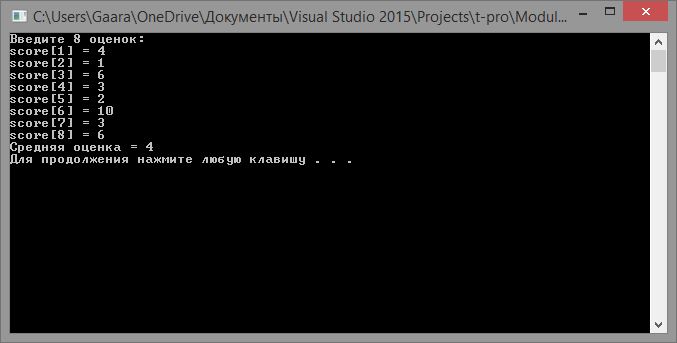 C:\Users\Gaara\OneDrive\Документы\Visual Studio 2015\Projects\t-pro\Modul...
Введите 8 оценок:
score[1] = 4
score[2] = 1
score[3] = 6
score[4] = 3
score[5] = 2
score[6] = 10
score[7] = 3
score[8] = 6
Средняя оценка = 4
Для продолжения нажмите любую клавишу . . .